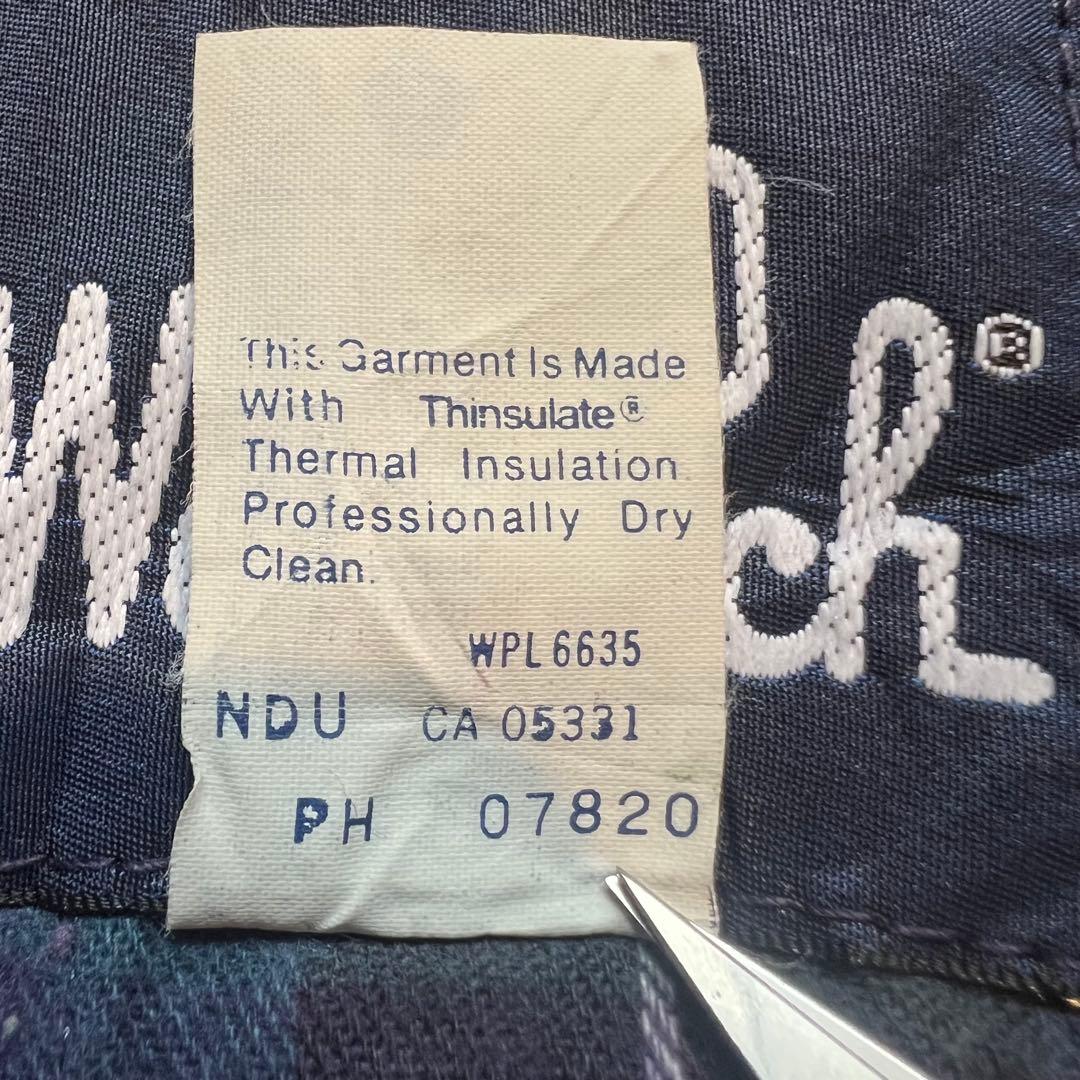 This Garment Is Made
With Thinsulate®
Thermal Insulation
Professionally Dry
Clean.
WPL 6635
NDU CA 05331
PH 07820
®